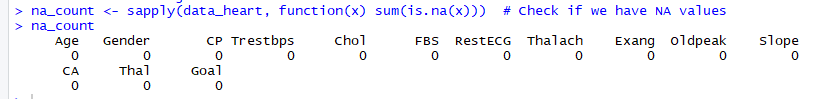 > na_count <- sapply(data_heart, function(x) sum(is.na(x)))  # Check if we have NA values
> na_count
     Age   Gender       CP Trestbps     Chol      FBS  RestECG  Thalach    Exang  Oldpeak    Slope
       0        0        0        0        0        0        0        0        0        0        0
      CA     Thal     Goal
       0        0        0